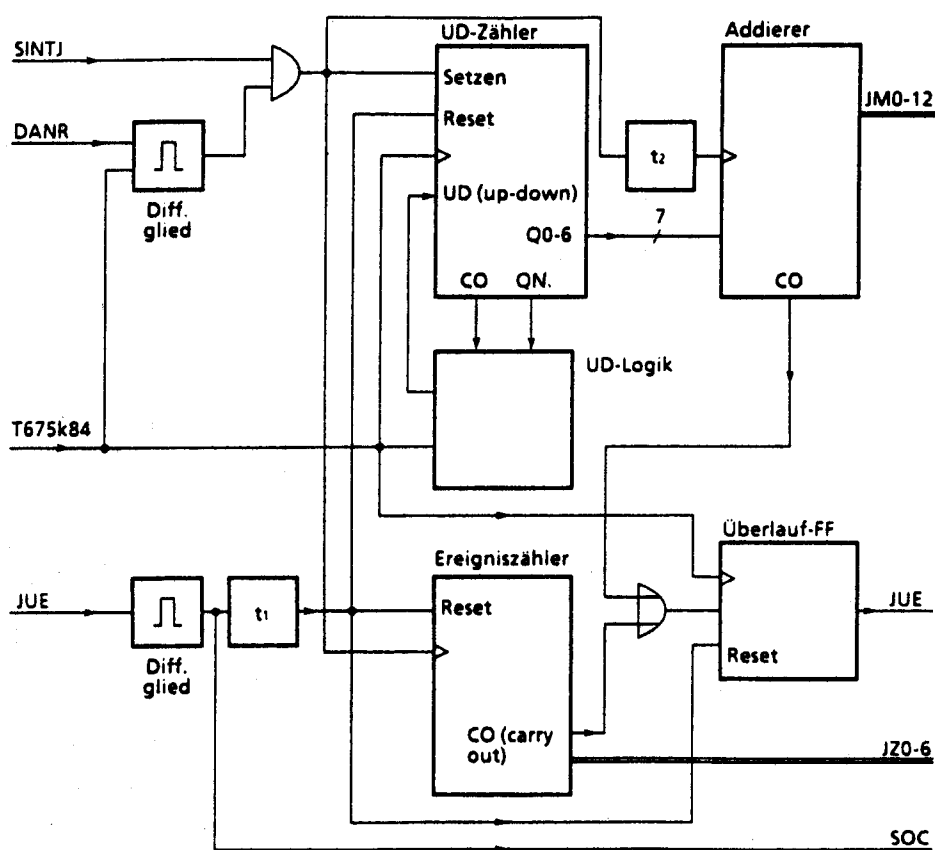 UD-Zähler
Addierer
SINTJ
Setzen
JM0-12
Reset
DANR
t2
UD (up-down)
7
Diff.
glied
Q0-6
CO
QN.
CO
UD-Logik
T675k84
Überlauf-FF
Ereigniszähler
JUE
t1
Reset
JUE
Diff.
glied
Reset
CO (carry
out)
JZ0-6
SOC